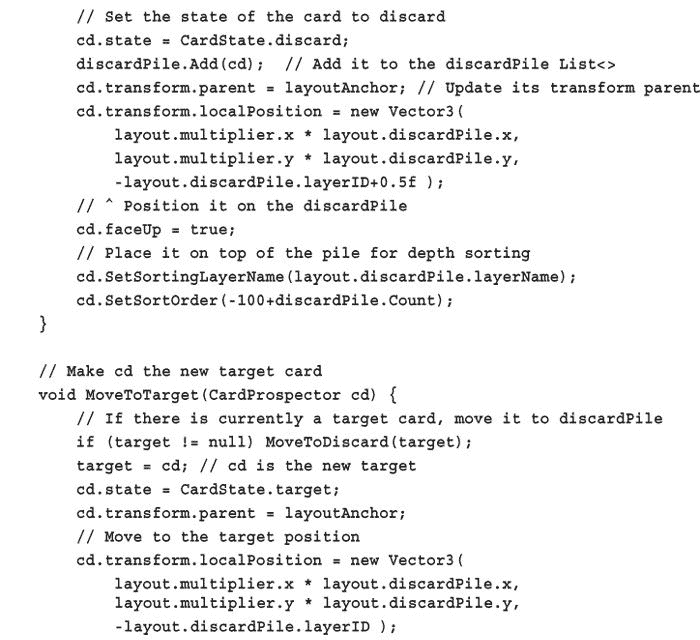 // Set the state of the card to discard
cd.state = CardState.discard;
discardPile.Add(cd);  // Add it to the discardPile List<>
cd.transform.parent = layoutAnchor; // Update its transform parent
cd.transform.localPosition = new Vector3(
layout.multiplier.x * layout.discardPile.x,
layout.multiplier.y * layout.discardPile.y,
-layout.discardPile.layerID+0.5f );
// ^ Position it on the discardPile
cd.faceUp = true;
// Place it on top of the pile for depth sorting
cd.SetSortingLayerName(layout.discardPile.layerName);
cd.SetSortOrder(-100+discardPile.Count);
}
// Make cd the new target card
void MoveToTarget(CardProspector cd) {
// If there is currently a target card, move it to discardPile
if (target != null) MoveToDiscard(target);
target = cd; // cd is the new target
cd.state = CardState.target;
cd.transform.parent = layoutAnchor;
// Move to the target position
cd.transform.localPosition = new Vector3(
layout.multiplier.x * layout.discardPile.x,
layout.multiplier.y * layout.discardPile.y,
-layout.discardPile.layerID );